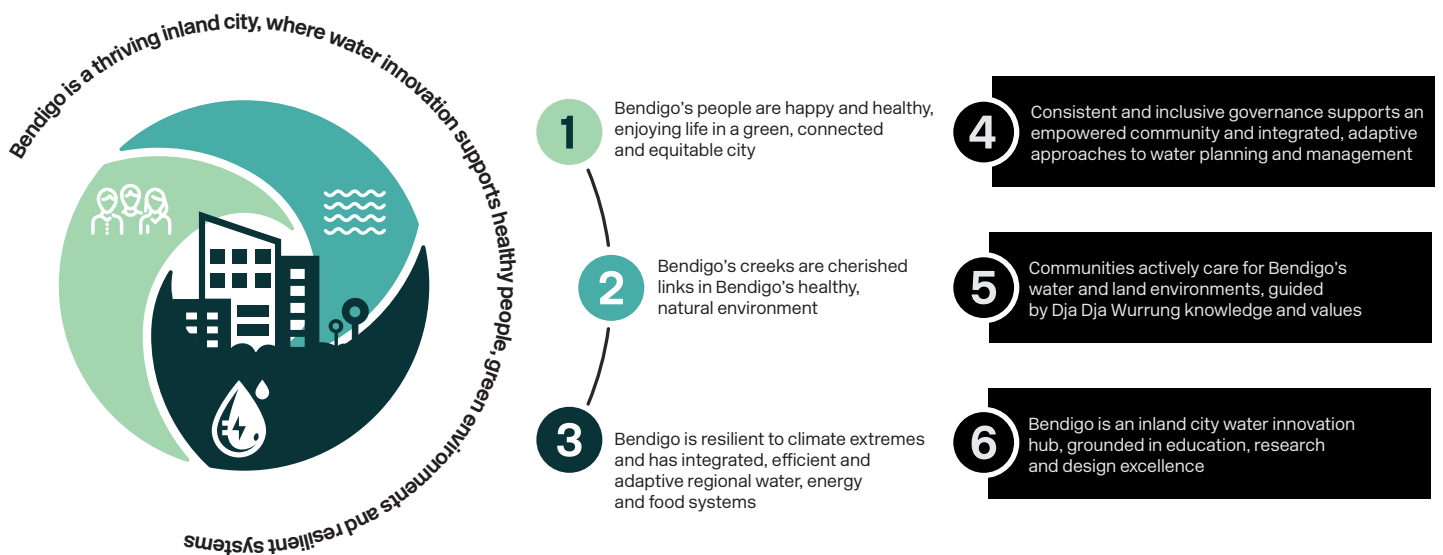 Bendigo is a thriving inland city, where water innovation supports healthy people, green environments and resilient systems
1
Bendigo’s people are happy and healthy,
enjoying life in a green, connected
and equitable city
2
Bendigo’s creeks are cherished
links in Bendigo’s healthy,
natural environment
3
Bendigo is resilient to climate extremes
and has integrated, efficient and
adaptive regional water, energy
and food systems
4
Consistent and inclusive governance supports an
empowered community and integrated, adaptive
approaches to water planning and management
5
Communities actively care for Bendigo’s
water and land environments, guided
by Dja Dja Wurrung knowledge and values
6
Bendigo is an inland city water innovation
hub, grounded in education, research
and design excellence